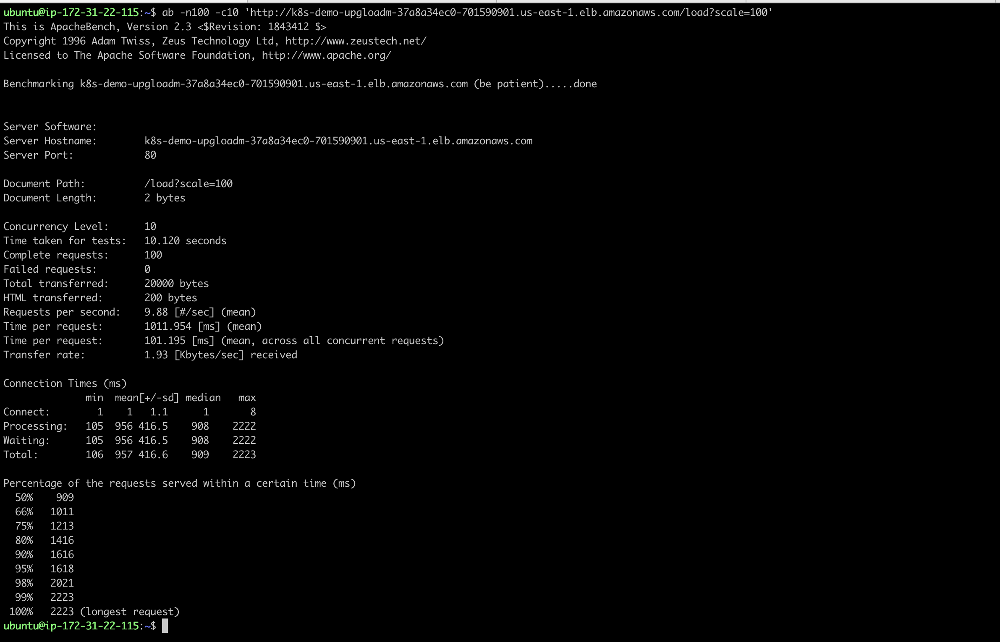 ubuntu@ip-172-31-22-115:~$ ab -n100 -c10 'http://k8s-demo-upgloadm-37a8a34ec0-701590901.us-east-1.elb.amazonaws.com/load?scale=100'
This is ApacheBench, Version 2.3 <$Revision: 1843412 $>
Copyright 1996 Adam Twiss, Zeus Technology Ltd, http://www.zeustech.net/
Licensed to The Apache Software Foundation, http://www.apache.org/

Benchmarking k8s-demo-upgloadm-37a8a34ec0-701590901.us-east-1.elb.amazonaws.com (be patient).....done


Server Software:
Server Hostname:        k8s-demo-upgloadm-37a8a34ec0-701590901.us-east-1.elb.amazonaws.com
Server Port:            80

Document Path:          /load?scale=100
Document Length:        2 bytes

Concurrency Level:      10
Time taken for tests:   10.120 seconds
Complete requests:      100
Failed requests:        0
Total transferred:      20000 bytes
HTML transferred:       200 bytes
Requests per second:    9.88 [#/sec] (mean)
Time per request:       1011.954 [ms] (mean)
Time per request:       101.195 [ms] (mean, across all concurrent requests)
Transfer rate:          1.93 [Kbytes/sec] received

Connection Times (ms)
              min  mean[+/-sd] median   max
Connect:        1    1   1.1      1       8
Processing:   105  956 416.5    908    2222
Waiting:      105  956 416.5    908    2222
Total:        106  957 416.6    909    2223

Percentage of the requests served within a certain time (ms)
  50%    909
  66%   1011
  75%   1213
  80%   1416
  90%   1616
  95%   1618
  98%   2021
  99%   2223
 100%   2223 (longest request)
ubuntu@ip-172-31-22-115:~$